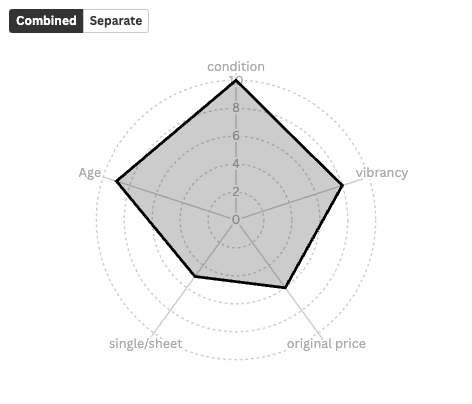 Combined Separate
condition
10
8
Age vibrancy
6
4
2
0
single/sheet original price